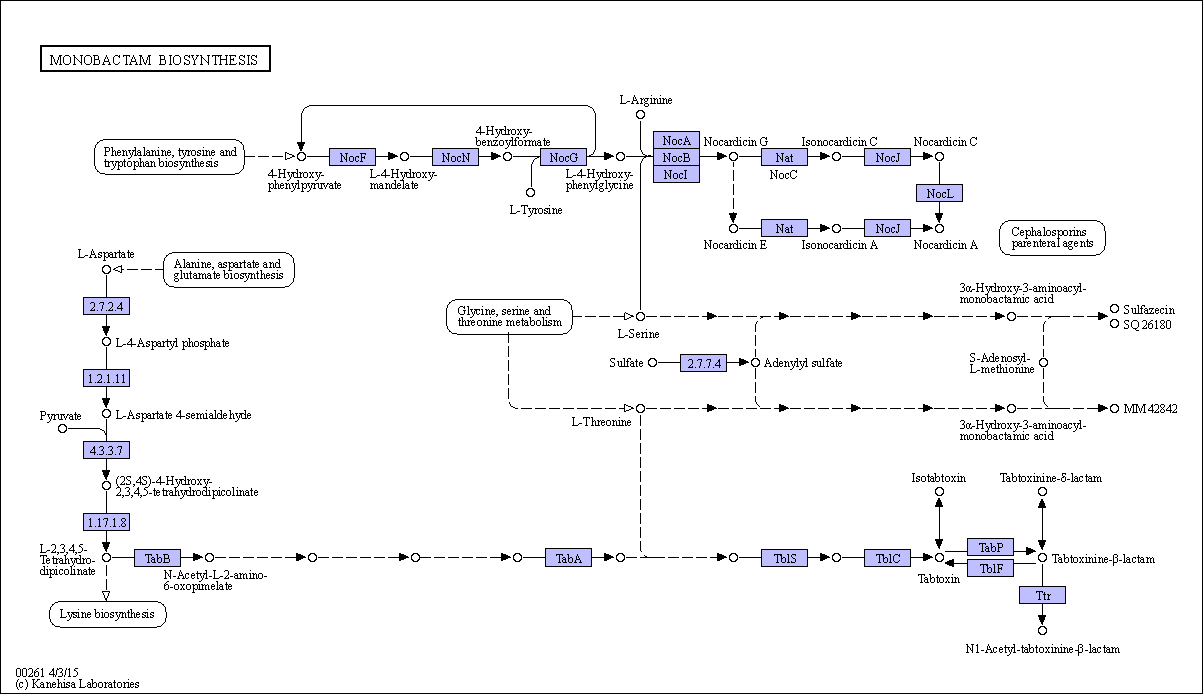 MONOBACTAM BIOSYNTHESIS
L-Arginine
Phenylalanine, tyrosine and
tryptophan biosynthesis
4-Hydroxy-
phenylpyruvate
NocF
L-4-Hydroxy-
mandelate
NocN
4-Hydroxy-
benzoylformate
NocG
L-Tyrosine
L-4-Hydroxy-
phenylglycine
NocA
NocB
NocI
Nocardicin G
Nat
NocC
Isonocardicin C
NocJ
Nocardicin C
NocL
Nocardicin E
Nat
Isonocardicin A
NocJ
Nocardicin A
Cephalosporins
parenteral agents
L-Aspartate
Alanine, aspartate and
glutamate biosynthesis
2.7.2.4
L-4-Aspartyl phosphate
1.2.1.11
L-Aspartate 4-semialdehyde
Pyruvate
4.3.3.7
(2S,4S)-4-Hydroxy-
2,3,4,5-tetrahydrodipicolinate
1.17.1.8
Glycine, serine and
threonine metabolism
L-Serine
3α-Hydroxy-3-aminoacyl-
monobactamic acid
Sulfazecin
SQ 26180
Sulfate
2.7.7.4
Adenylyl sulfate
S-Adenosyl-
L-methionine
L-Threonine
3α-Hydroxy-3-aminoacyl-
monobactamic acid
MM 42842
L-2,3,4,5-
Tetrahydro-
dipicolinate
TabB
N-Acetyl-L-2-amino-
6-oxopimelate
TabA
TblS
TblC
Isotabtoxin
Tabtoxin
TabP
TblF
Tabtoxinine-δ-lactam
Tabtoxinine-β-lactam
Ttr
N1-Acetyl-tabtoxinine-β-lactam
Lysine biosynthesis
00261 4/3/15
(c) Kanehisa Laboratories